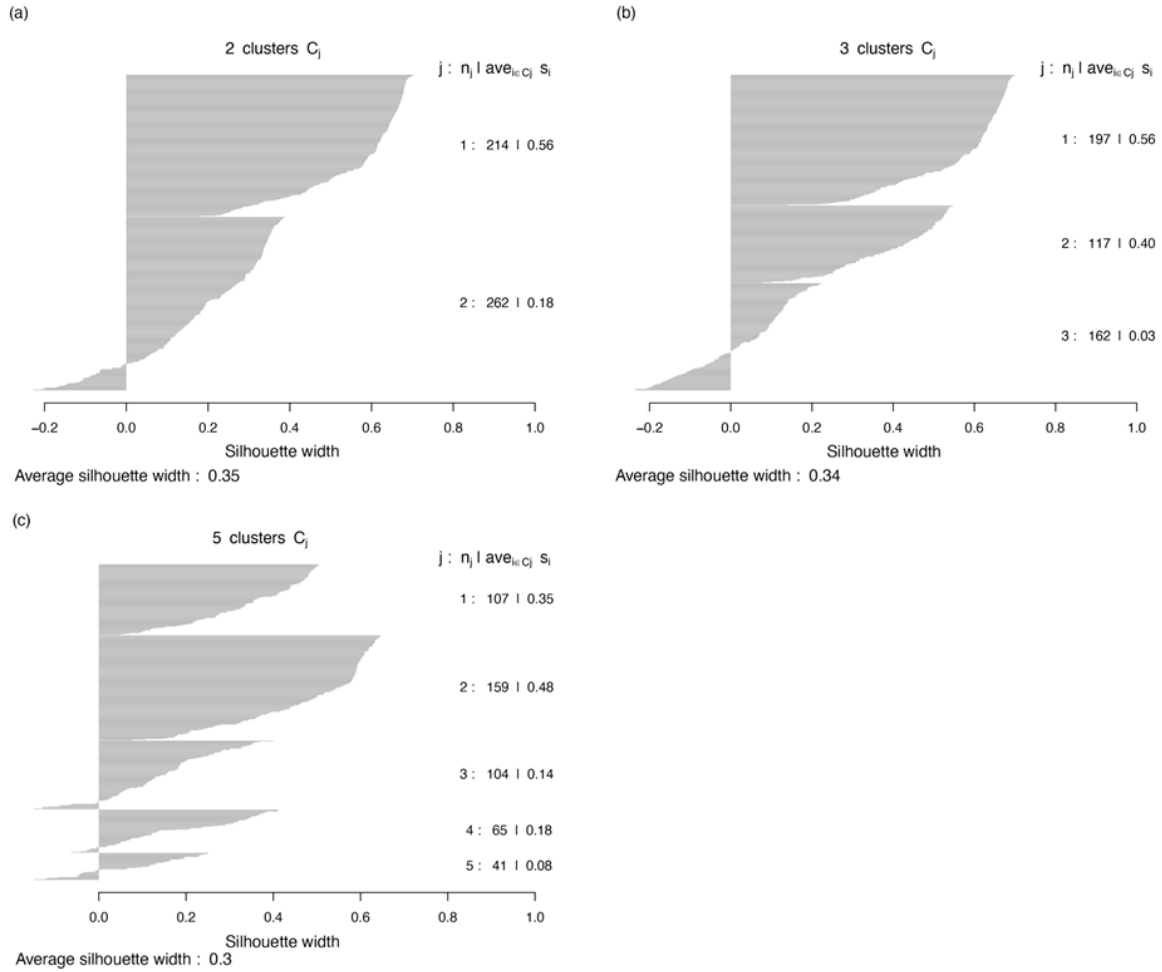 (a)
2 clusters Cj
j : nj | avei∈Cj si
1 : 214 | 0.56
2 : 262 | 0.18
−0.2 0.0 0.2 0.4 0.6 0.8 1.0
Silhouette width
Average silhouette width : 0.35
(b)
3 clusters Cj
j : nj | avei∈Cj si
1 : 197 | 0.56
2 : 117 | 0.40
3 : 162 | 0.03
−0.2 0.0 0.2 0.4 0.6 0.8 1.0
Silhouette width
Average silhouette width : 0.34
(c)
5 clusters Cj
j : nj | avei∈Cj si
1 : 107 | 0.35
2 : 159 | 0.48
3 : 104 | 0.14
4 : 65 | 0.18
5 : 41 | 0.08
0.0 0.2 0.4 0.6 0.8 1.0
Silhouette width
Average silhouette width : 0.3